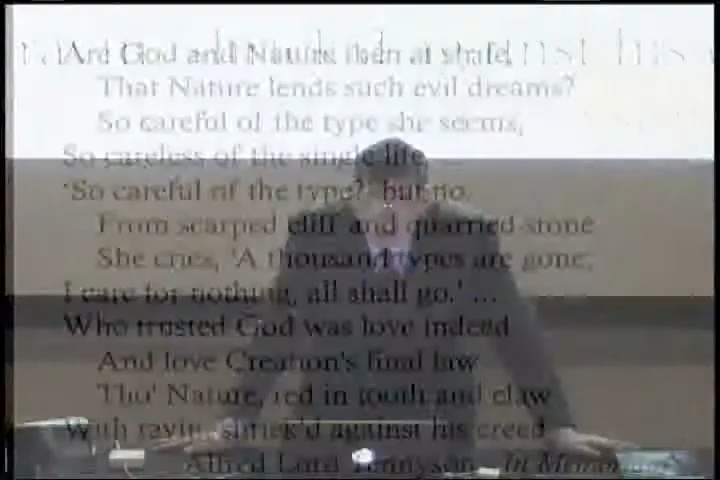 Are God and Nature then at strife,
That Nature lends such evil dreams?
So careful of the type she seems,
So careless of the single life, ...
'So careful of the type?' but no.
From scarped cliff and quarried stone
She cries, 'A thousand types are gone;
I care for nothing, all shall go.' ...
Who trusted God was love indeed
And love Creation's final law
Tho' Nature, red in tooth and claw
With ravin, shriek'd against his creed
Alfred Lord Tennyson, In